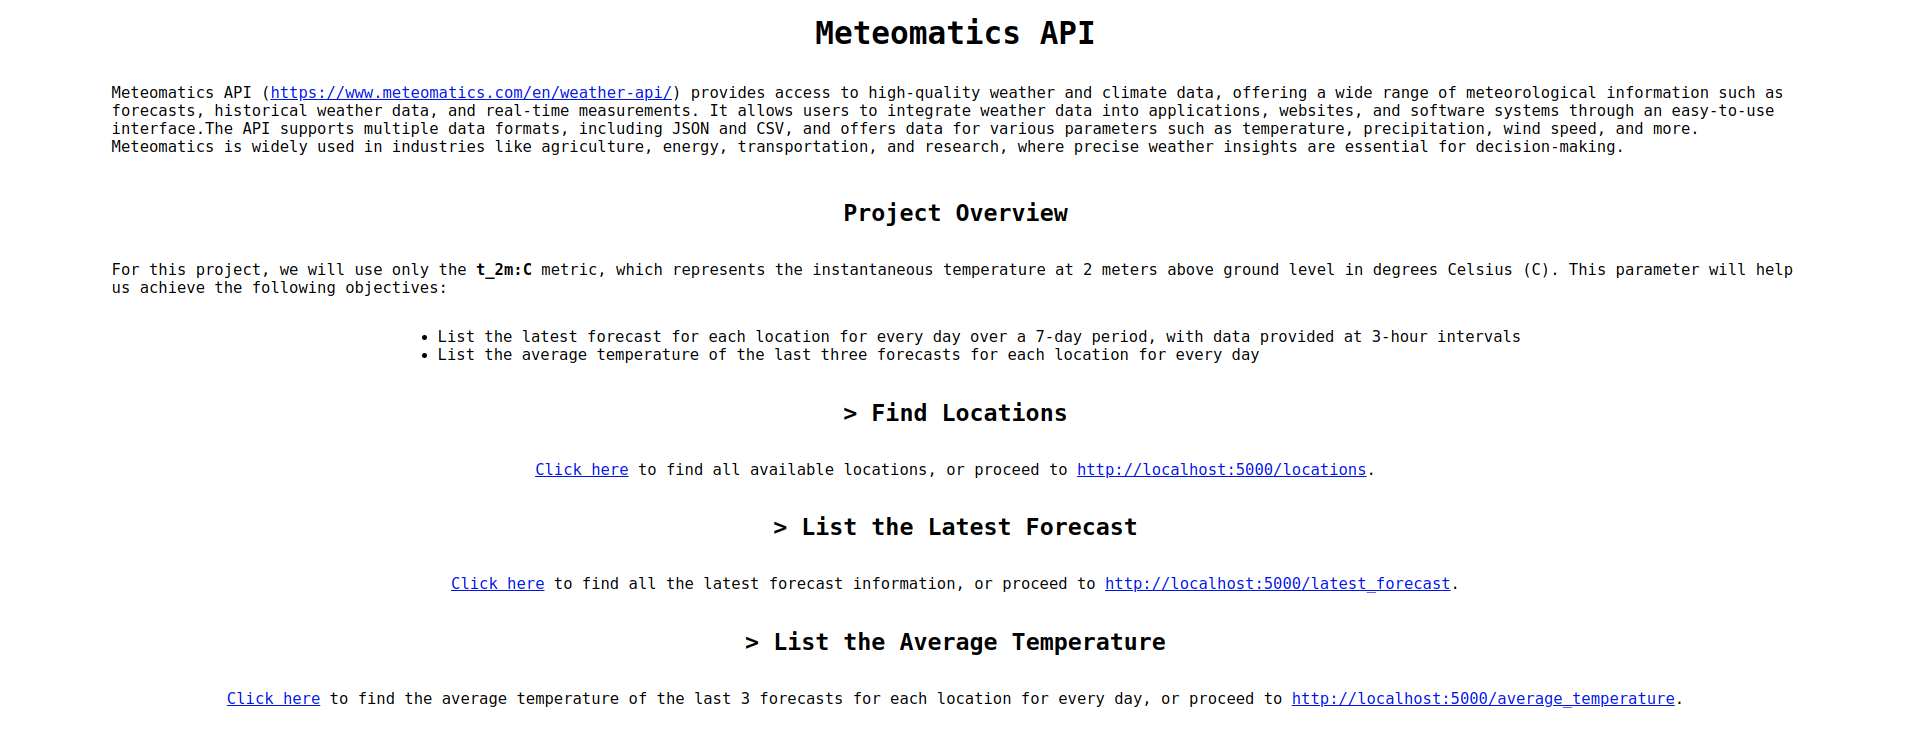 Meteomatics API
Meteomatics API (https://www.meteomatics.com/en/weather-api/) provides access to high-quality weather and climate data, offering a wide range of meteorological information such as
forecasts, historical weather data, and real-time measurements. It allows users to integrate weather data into applications, websites, and software systems through an easy-to-use
interface.The API supports multiple data formats, including JSON and CSV, and offers data for various parameters such as temperature, precipitation, wind speed, and more.
Meteomatics is widely used in industries like agriculture, energy, transportation, and research, where precise weather insights are essential for decision-making.
Project Overview
For this project, we will use only the t_2m:C metric, which represents the instantaneous temperature at 2 meters above ground level in degrees Celsius (C). This parameter will help
us achieve the following objectives:
• List the latest forecast for each location for every day over a 7-day period, with data provided at 3-hour intervals
• List the average temperature of the last three forecasts for each location for every day
> Find Locations
Click here to find all available locations, or proceed to http://localhost:5000/locations.
> List the Latest Forecast
Click here to find all the latest forecast information, or proceed to http://localhost:5000/latest_forecast.
> List the Average Temperature
Click here to find the average temperature of the last 3 forecasts for each location for every day, or proceed to http://localhost:5000/average_temperature.